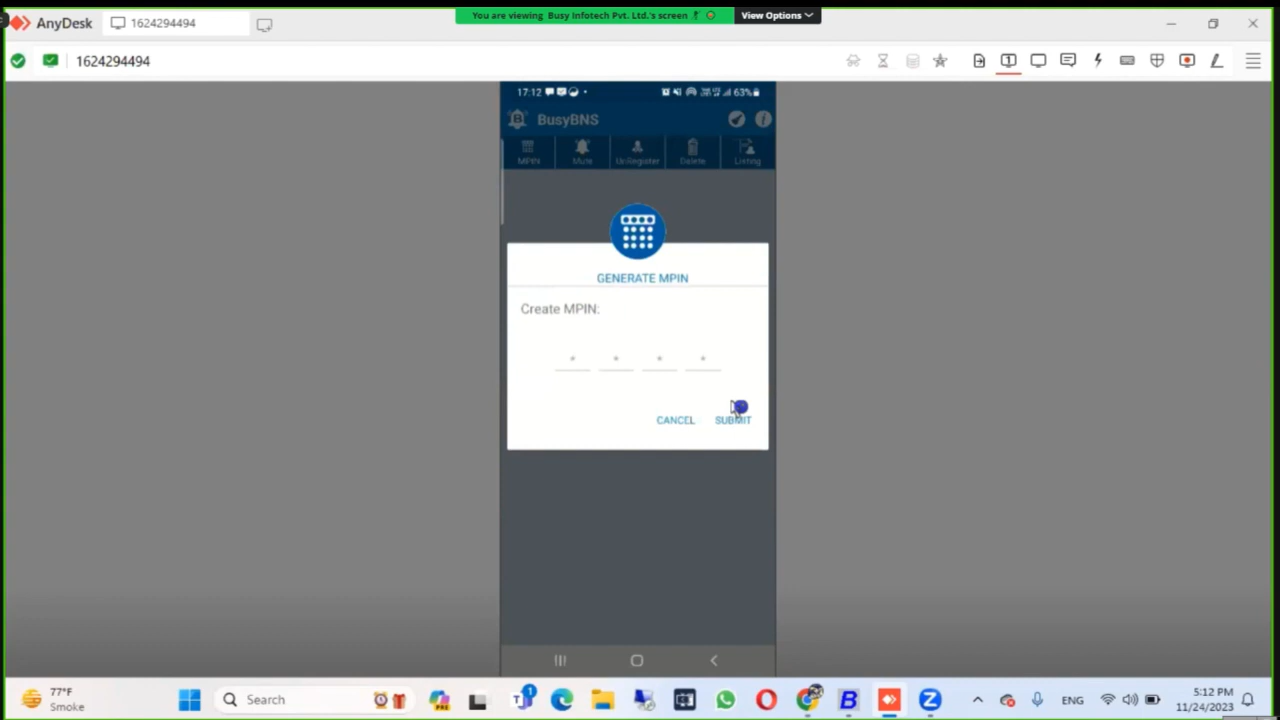 You are viewing Busy Infotech Pvt. Ltd.'s screen
View Options
AnyDesk
1624294494
1624294494
17:12
63%
BusyBNS
MPIN
Mute
UnRegister
Delete
Listing
GENERATE MPIN
Create MPIN:
* * * *
CANCEL
SUBMIT
77°F
Smoke
Search
ENG
5:12 PM
11/24/2023